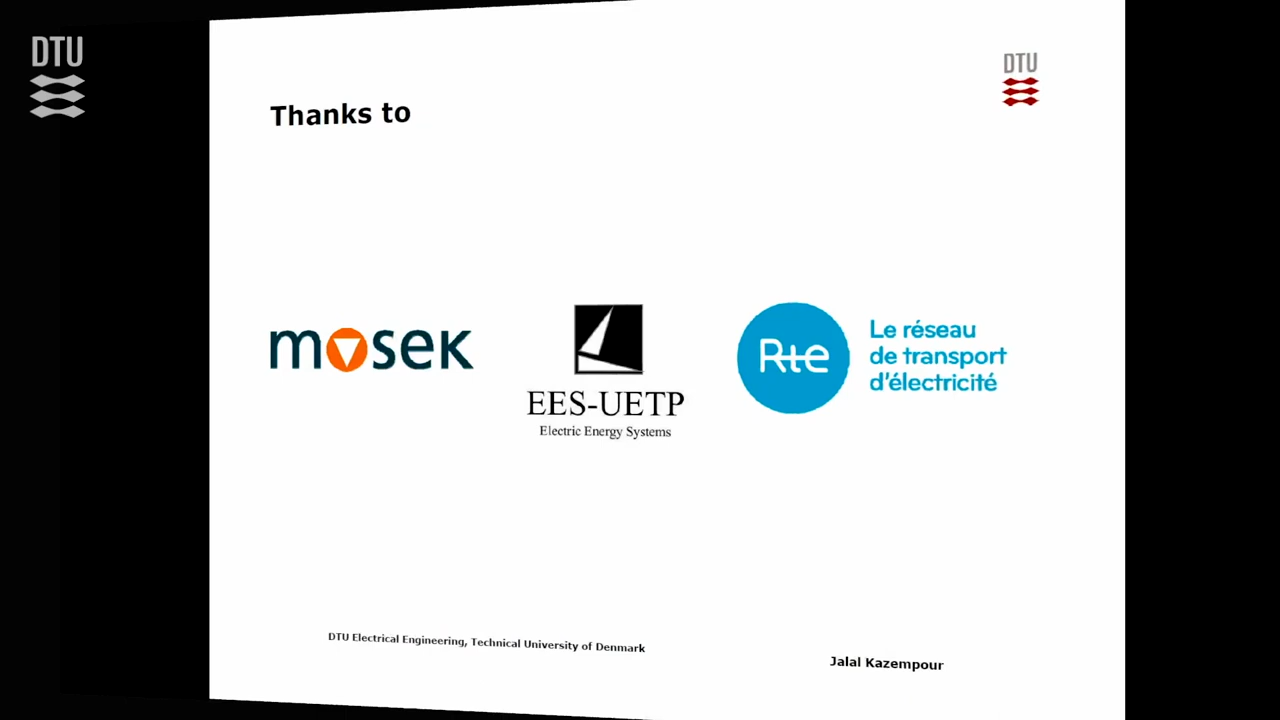 DTU
DTU
Thanks to
mosek
EES-UETP
Electric Energy Systems
Rte
Le réseau
de transport
d'électricité
DTU Electrical Engineering, Technical University of Denmark
Jalal Kazempour